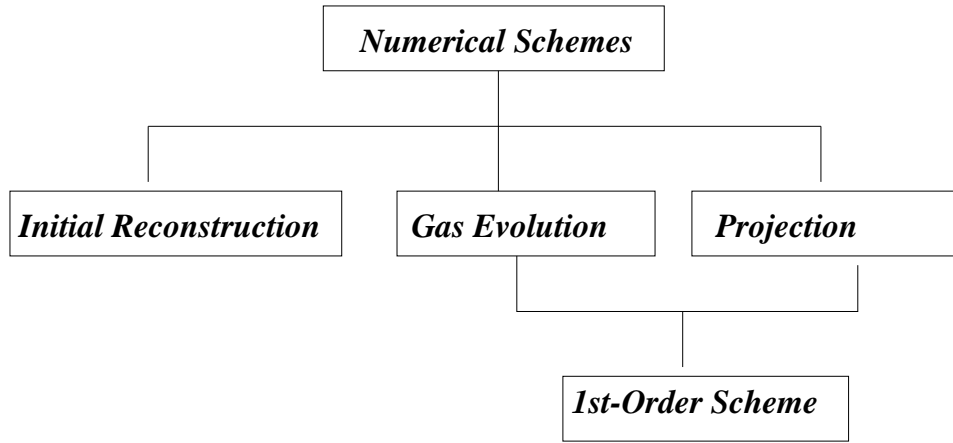 Numerical Schemes
Initial Reconstruction
Gas Evolution
Projection
1st-Order Scheme